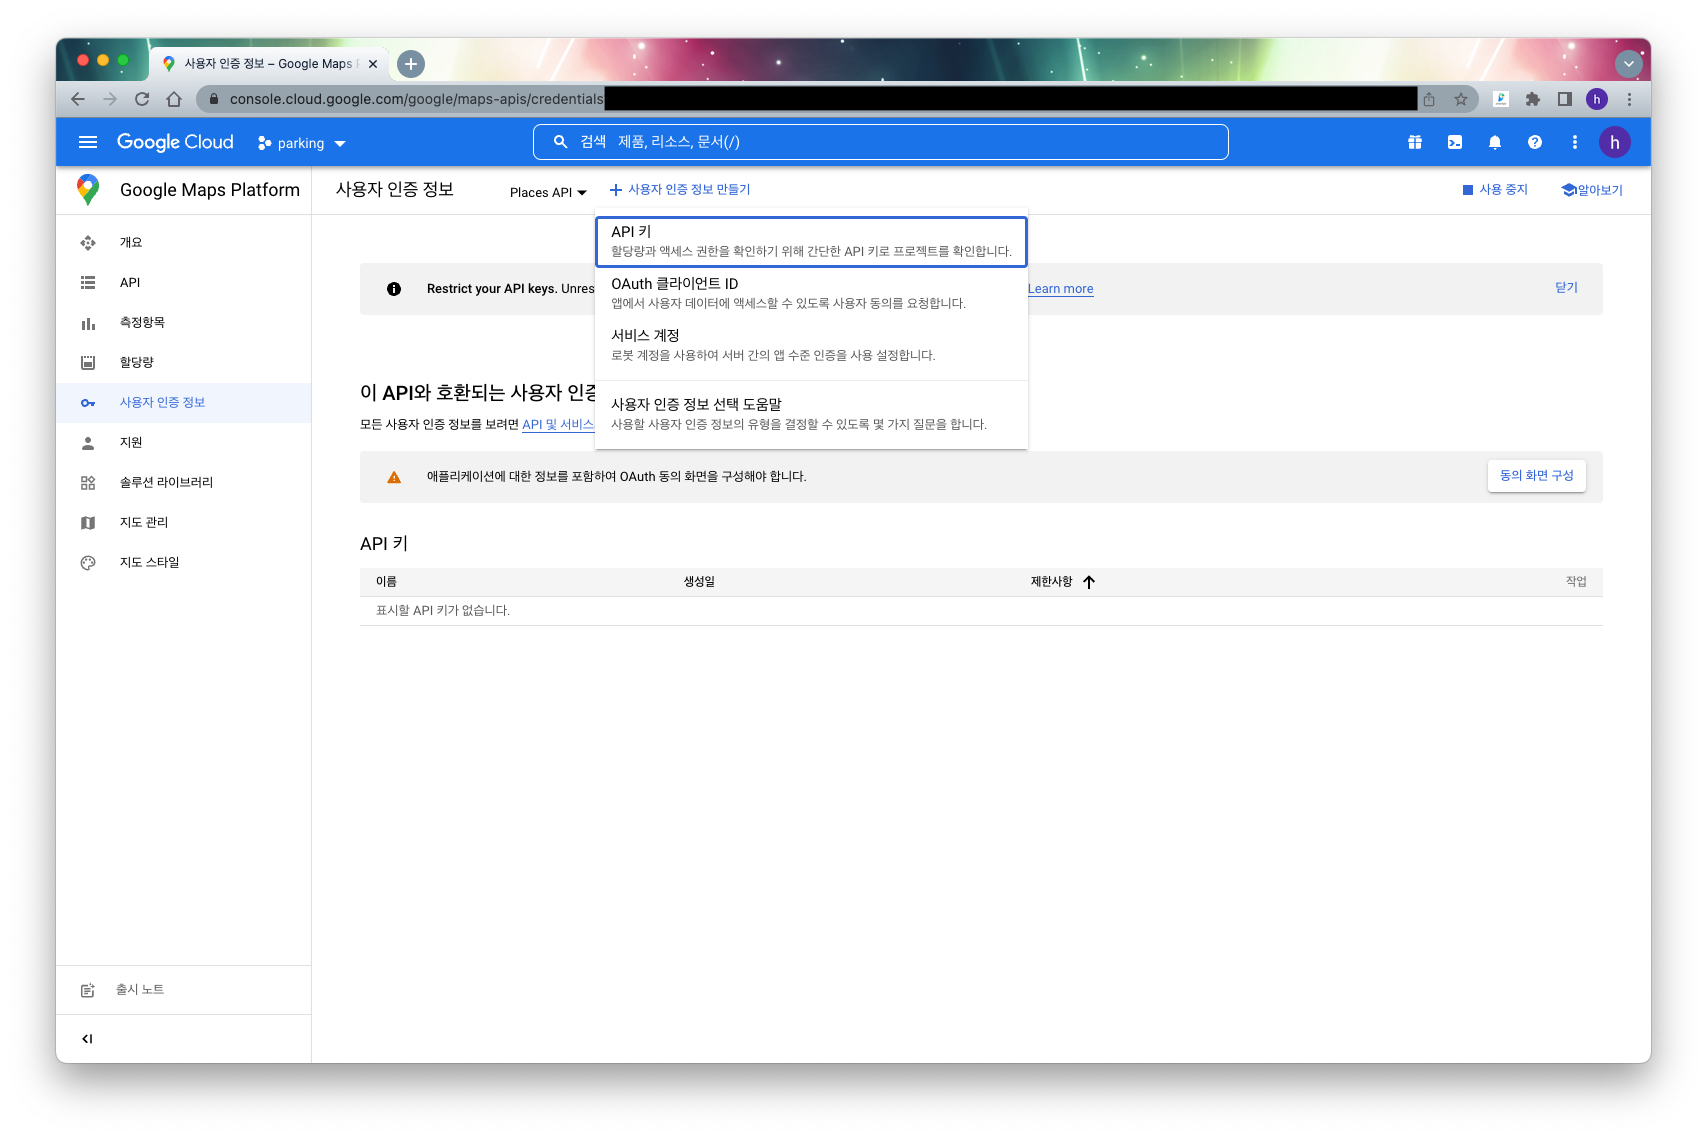 사용자 인증 정보 – Google Maps
console.cloud.google.com/google/maps-apis/credentials
h
Google Cloud
parking
검색 제품, 리소스, 문서(/)
h
Google Maps Platform
사용자 인증 정보
Places API
사용자 인증 정보 만들기
사용 중지
알아보기
개요
API
측정항목
할당량
사용자 인증 정보
지원
솔루션 라이브러리
지도 관리
지도 스타일
출시 노트
API 키
할당량과 액세스 권한을 확인하기 위해 간단한 API 키로 프로젝트를 확인합니다.
OAuth 클라이언트 ID
앱에서 사용자 데이터에 액세스할 수 있도록 사용자 동의를 요청합니다.
서비스 계정
로봇 계정을 사용하여 서버 간의 앱 수준 인증을 사용 설정합니다.
사용자 인증 정보 선택 도움말
사용할 사용자 인증 정보의 유형을 결정할 수 있도록 몇 가지 질문을 합니다.
Restrict your API keys. Unres
Learn more
닫기
이 API와 호환되는 사용자 인증
모든 사용자 인증 정보를 보려면 API 및 서비스
애플리케이션에 대한 정보를 포함하여 OAuth 동의 화면을 구성해야 합니다.
동의 화면 구성
API 키
이름 생성일 제한사항 작업
표시할 API 키가 없습니다.